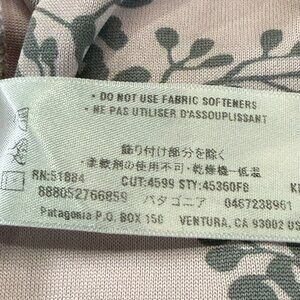 • DO NOT USE FABRIC SOFTENERS
• NE PAS UTILISER D'ASSOUPLISSANT
飾り付け部分を除く
・柔軟剤の使用不可・乾燥機-低温
RN:51884 CUT:4599 STY:45360F8
888052766859 パタゴニア 0467238961
Patagonia P.O. BOX 150 VENTURA, CA 93002